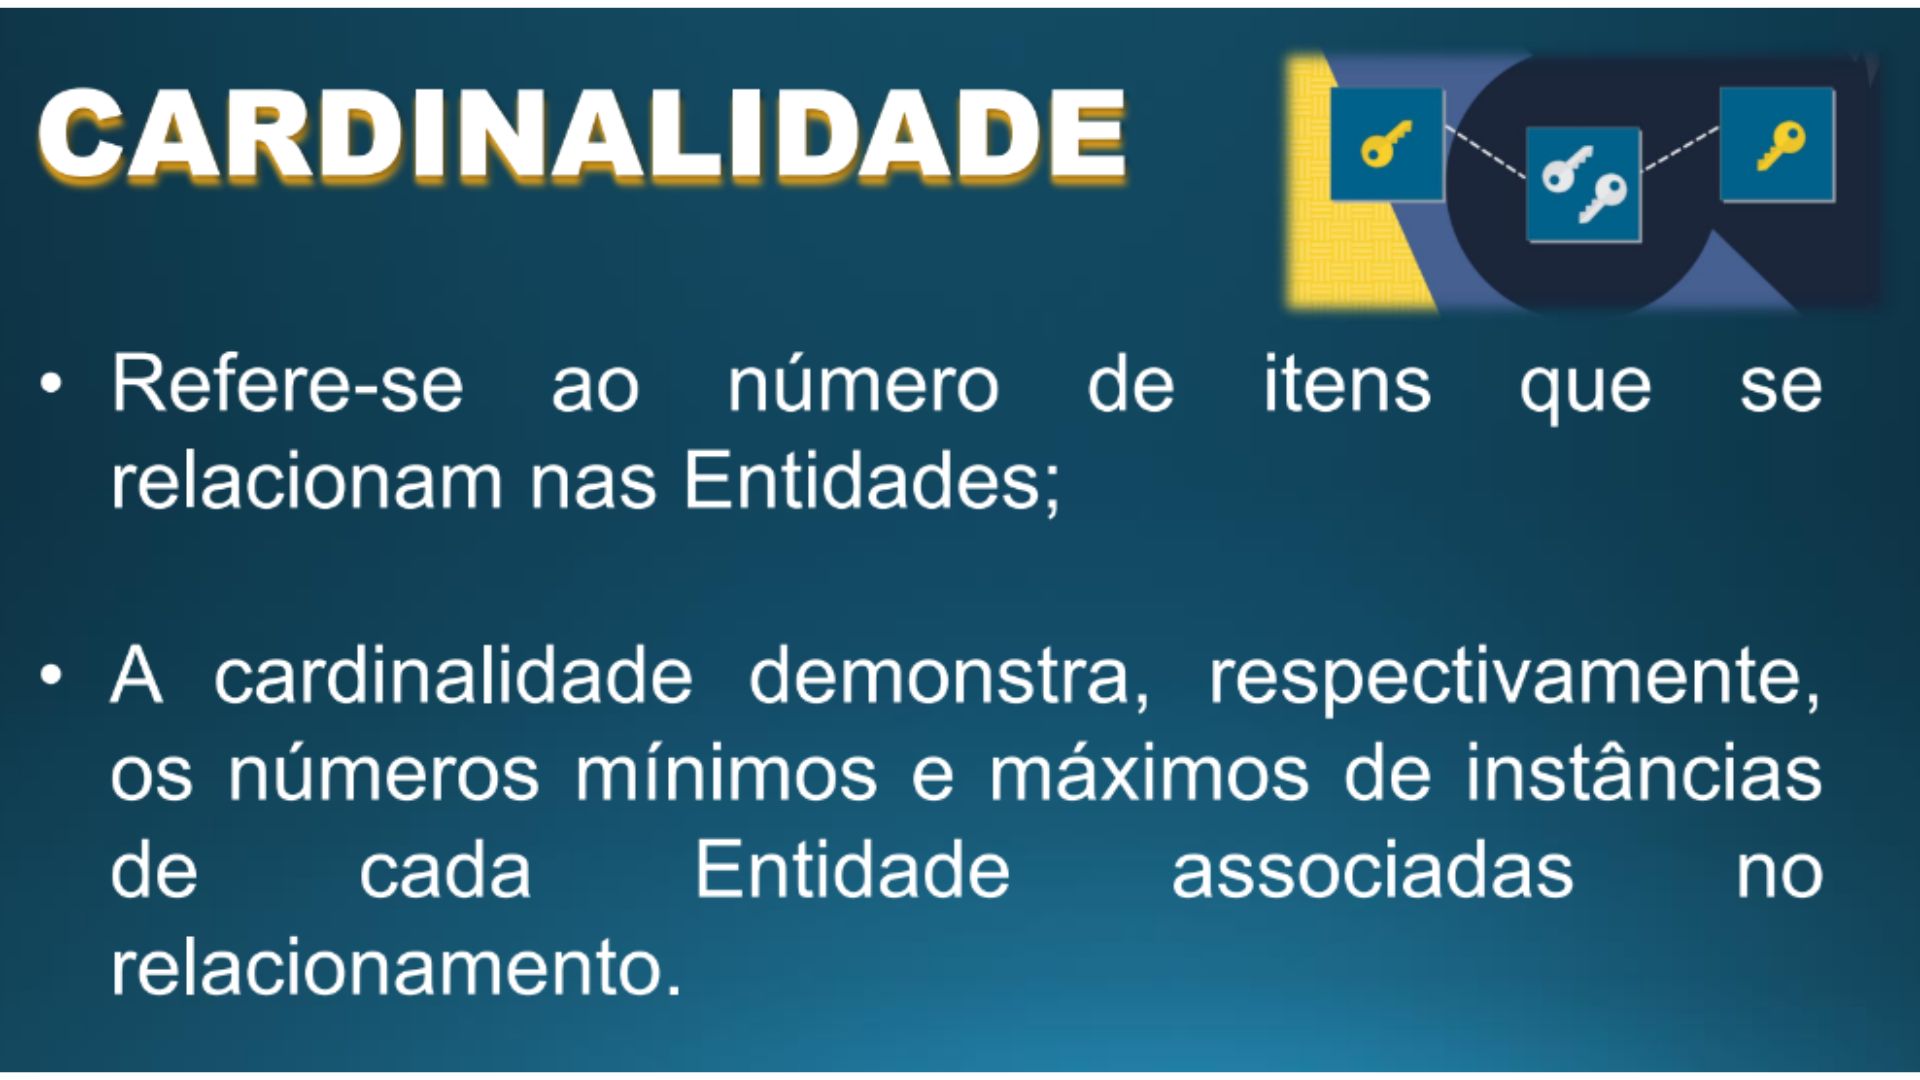 CARDINALIDADE
• Refere-se ao número de itens que se
relacionam nas Entidades;
• A cardinalidade demonstra, respectivamente,
os números mínimos e máximos de instâncias
de cada Entidade associadas no
relacionamento.